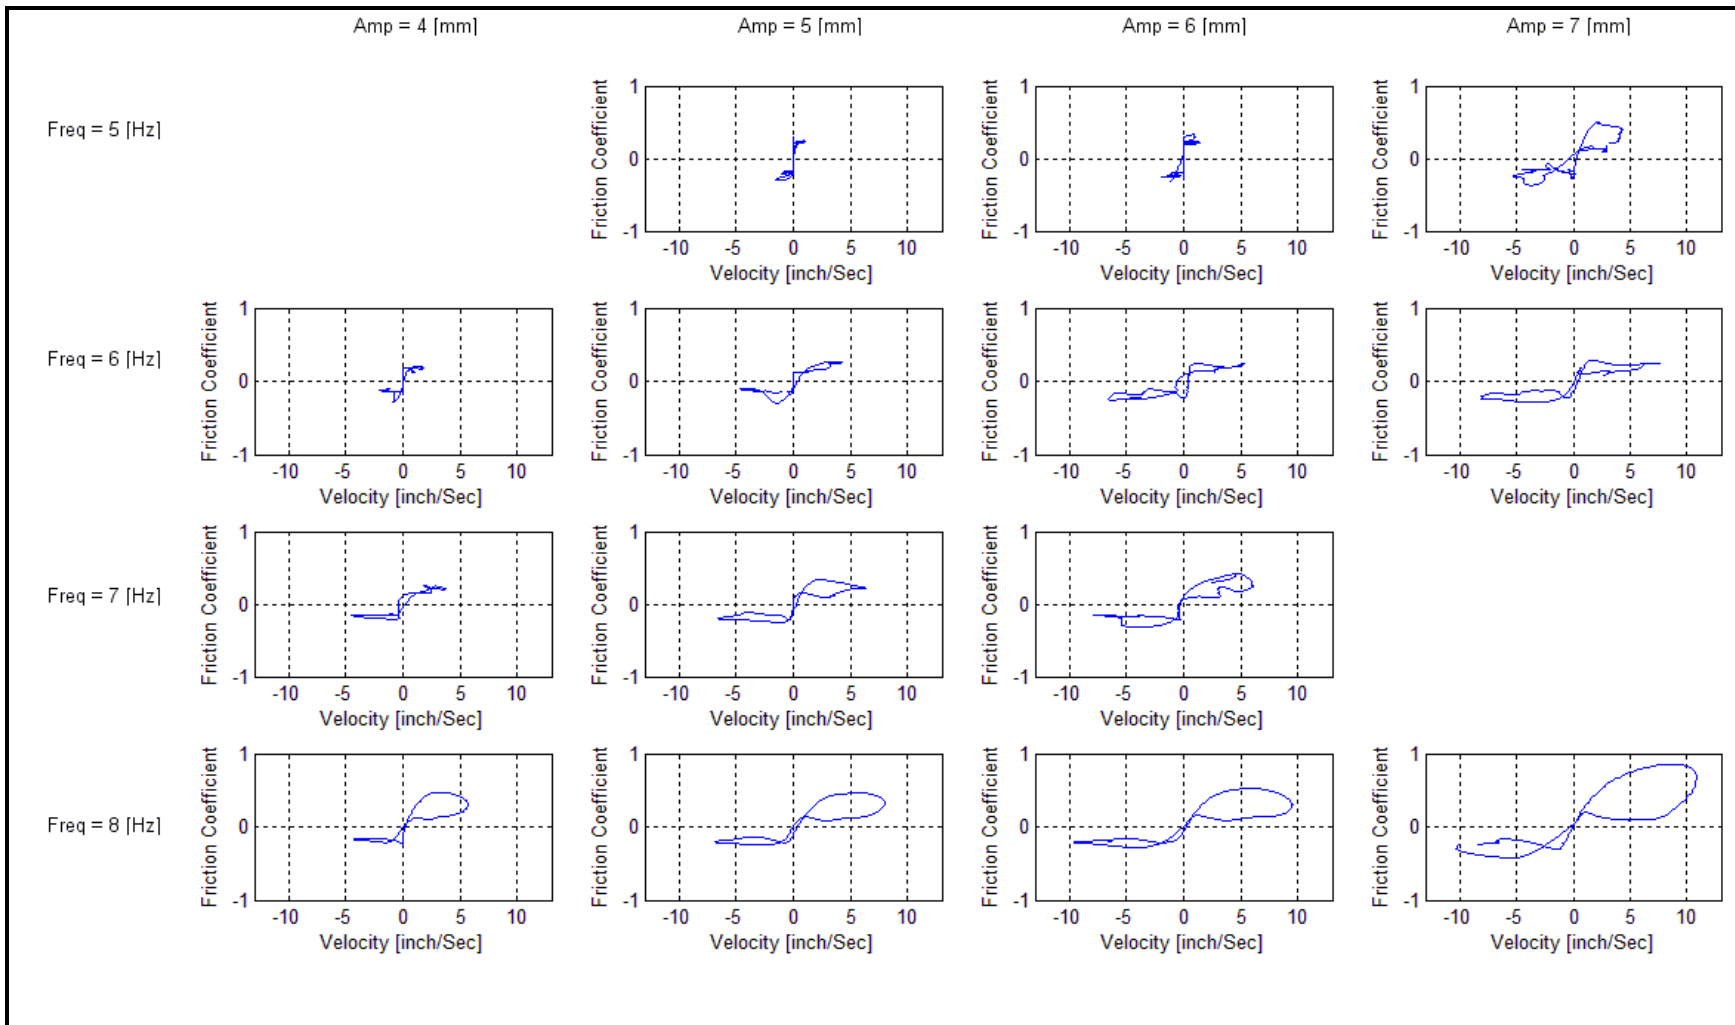 Amp = 4 [mm] Amp = 5 [mm] Amp = 6 [mm] Amp = 7 [mm]
Freq = 5 [Hz]
Friction Coefficient 1 0 -1 Friction Coefficient 1 0 -1 Friction Coefficient 1 0 -1
-10 -5 0 5 10 -10 -5 0 5 10 -10 -5 0 5 10
Velocity [inch/Sec] Velocity [inch/Sec] Velocity [inch/Sec]
Freq = 6 [Hz]
Friction Coefficient 1 0 -1 Friction Coefficient 1 0 -1 Friction Coefficient 1 0 -1 Friction Coefficient 1 0 -1
-10 -5 0 5 10 -10 -5 0 5 10 -10 -5 0 5 10 -10 -5 0 5 10
Velocity [inch/Sec] Velocity [inch/Sec] Velocity [inch/Sec] Velocity [inch/Sec]
Freq = 7 [Hz]
Friction Coefficient 1 0 -1 Friction Coefficient 1 0 -1 Friction Coefficient 1 0 -1
-10 -5 0 5 10 -10 -5 0 5 10 -10 -5 0 5 10
Velocity [inch/Sec] Velocity [inch/Sec] Velocity [inch/Sec]
Freq = 8 [Hz]
Friction Coefficient 1 0 -1 Friction Coefficient 1 0 -1 Friction Coefficient 1 0 -1 Friction Coefficient 1 0 -1
-10 -5 0 5 10 -10 -5 0 5 10 -10 -5 0 5 10 -10 -5 0 5 10
Velocity [inch/Sec] Velocity [inch/Sec] Velocity [inch/Sec] Velocity [inch/Sec]